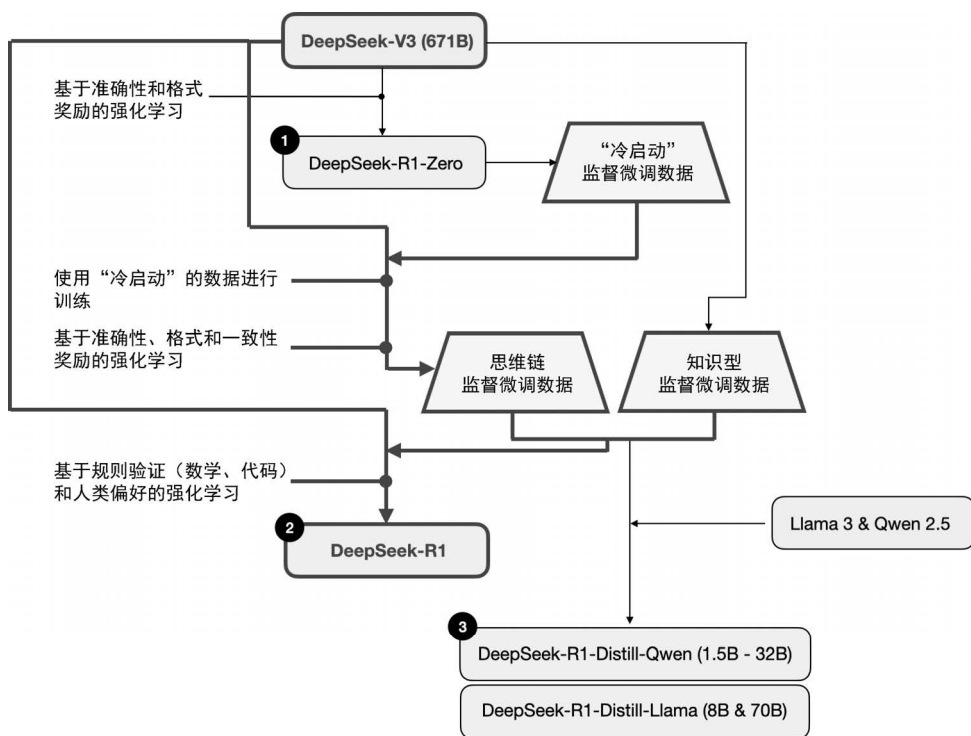 DeepSeek-V3 (671B)
基于准确性和格式
奖励的强化学习
1
DeepSeek-R1-Zero
“冷启动”
监督微调数据
使用“冷启动”的数据进行
训练
基于准确性、格式和一致性
奖励的强化学习
思维链
监督微调数据
知识型
监督微调数据
基于规则验证（数学、代码）
和人类偏好的强化学习
2
DeepSeek-R1
Llama 3 & Qwen 2.5
3
DeepSeek-R1-Distill-Qwen (1.5B - 32B)
DeepSeek-R1-Distill-Llama (8B & 70B)